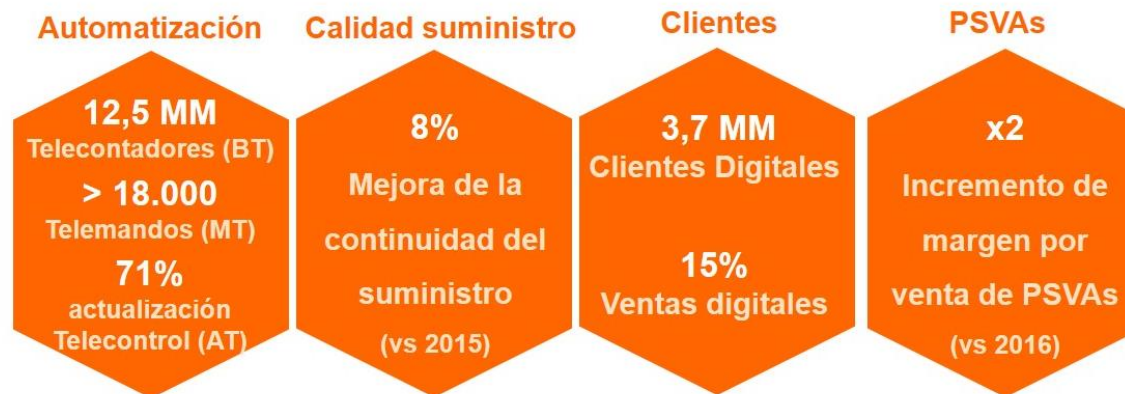 Automatización
12,5 MM
Telecontadores (BT)
> 18.000
Telemandos (MT)
71%
actualización
Telecontrol (AT)
Calidad suministro
8%
Mejora de la
continuidad del
suministro
(vs 2015)
Clientes
3,7 MM
Clientes Digitales
15%
Ventas digitales
PSVAs
x2
Incremento de
margen por
venta de PSVAs
(vs 2016)